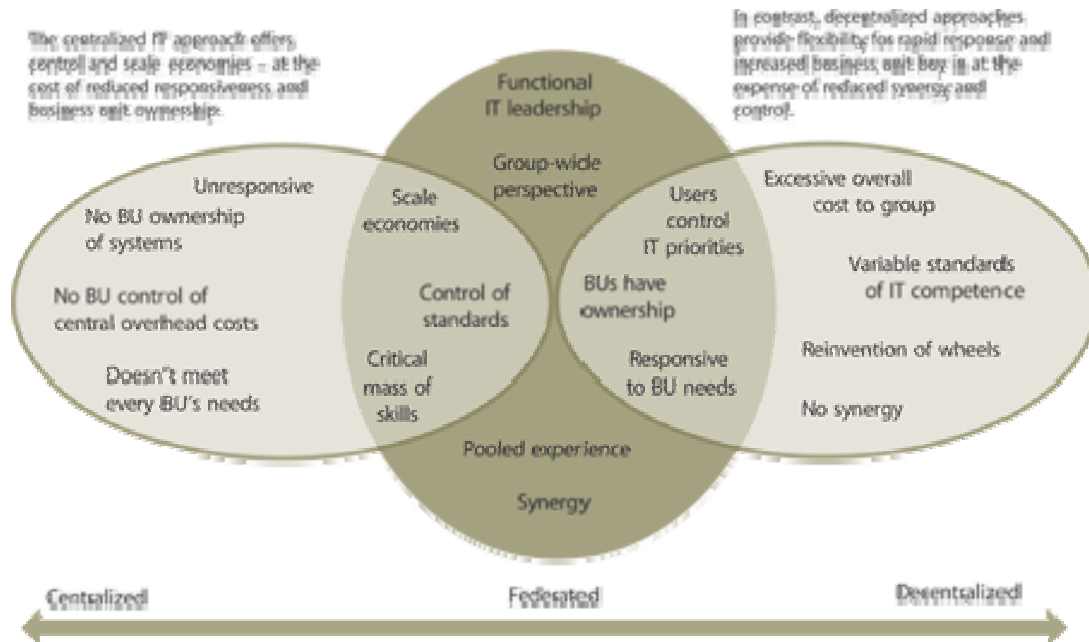 The centralized IT approach offers
control and scale economies – at the
cost of reduced responsiveness and
business unit ownership.
In contrast, decentralized approaches
provide flexibility for rapid response and
increased business unit buy in at the
expense of reduced synergy and
control.
Unresponsive
No BU ownership
of systems
No BU control of
central overhead costs
Doesn't meet
every BU's needs
Scale
economies
Control of
standards
Critical
mass of
skills
Functional
IT leadership
Group-wide
perspective
Pooled experience
Synergy
Users
control
IT priorities
BUs have
ownership
Responsive
to BU needs
Excessive overall
cost to group
Variable standards
of IT competence
Reinvention of wheels
No synergy
Centralized
Federated
Decentralized